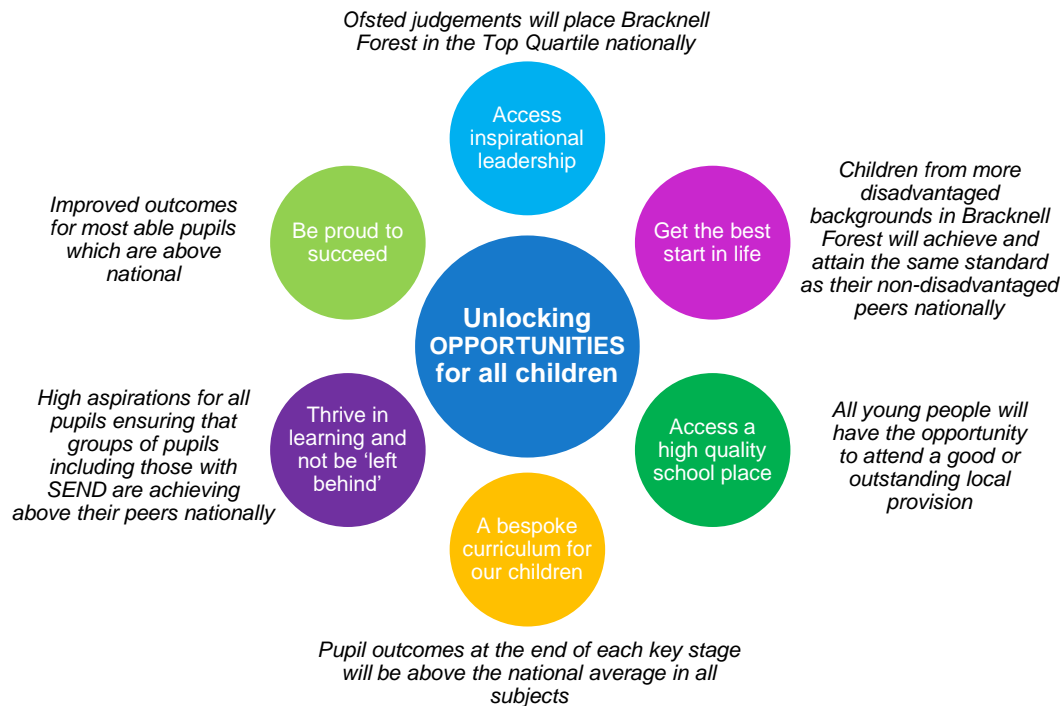 Ofsted judgements will place Bracknell
Forest in the Top Quartile nationally
Access
inspirational
leadership
Improved outcomes
for most able pupils
which are above
national
Be proud to
succeed
Get the best
start in life
Children from more
disadvantaged
backgrounds in Bracknell
Forest will achieve and
attain the same standard
as their non-disadvantaged
peers nationally
Unlocking
OPPORTUNITIES
for all children
High aspirations for all
pupils ensuring that
groups of pupils
including those with
SEND are achieving
above their peers nationally
Thrive in
learning and
not be ‘left
behind’
Access a
high quality
school place
All young people will
have the opportunity
to attend a good or
outstanding local
provision
A bespoke
curriculum for
our children
Pupil outcomes at the end of each key stage
will be above the national average in all
subjects